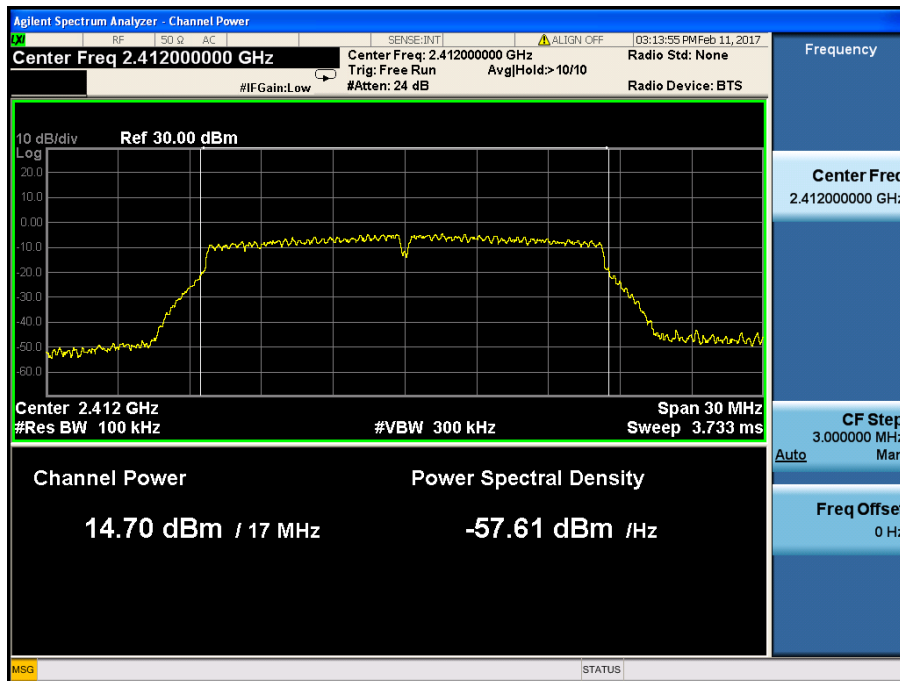 Agilent Spectrum Analyzer - Channel Power
LXI RF 50 Ω AC SENSE:INT ALIGN OFF 03:13:55 PM Feb 11, 2017
Center Freq 2.412000000 GHz
#IFGain:Low
Center Freq: 2.412000000 GHz
Trig: Free Run Avg|Hold:> 10/10
#Atten: 24 dB
Radio Std: None
Radio Device: BTS
10 dB/div Ref 30.00 dBm
Log
20.0
10.0
0.00
-10.0
-20.0
-30.0
-40.0
-50.0
-60.0
Center 2.412 GHz Span 30 MHz
#Res BW 100 kHz #VBW 300 kHz Sweep 3.733 ms
Channel Power Power Spectral Density
14.70 dBm / 17 MHz -57.61 dBm /Hz
Frequency
Center Freq
2.412000000 GHz
CF Step
3.000000 MHz
Auto Man
Freq Offset
0 Hz
MSG STATUS